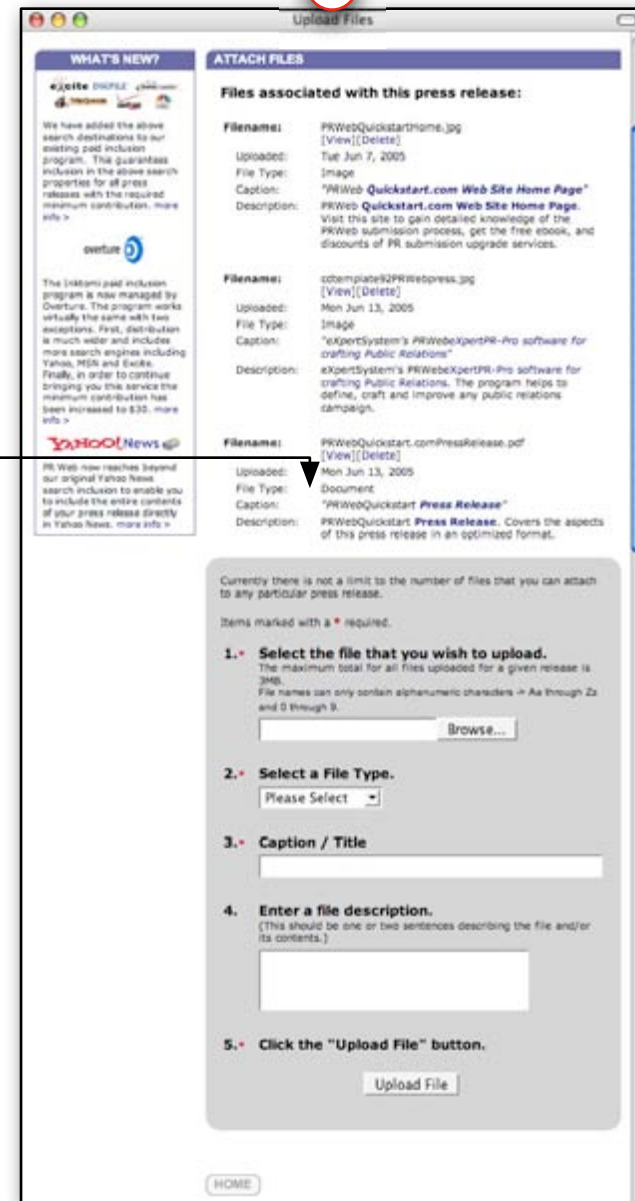 Upload Files
WHAT'S NEW?
excite
We have added the above
search destinations to our
existing paid inclusion
program. This guarantees
inclusion in the above search
properties for all press
releases with the required
minimum contribution. more
info >
overture
The Inktomi paid inclusion
program is now managed by
Overture. The program works
virtually the same with two
exceptions. First, distribution
is much wider and includes
more search engines including
Yahoo, MSN and Excite.
Finally, in order to continue
bringing you this service the
minimum contribution has
been increased to $30. more
info >
YAHOO! News
PR Web now reaches beyond
our original Yahoo News
search inclusion to enable you
to include the entire contents
of your press release directly
in Yahoo News. more info >
ATTACH FILES
Files associated with this press release:
Filename: PRWebQuickstartHome.jpg
[View][Delete]
Uploaded: Tue Jun 7, 2005
File Type: Image
Caption: "PRWeb Quickstart.com Web Site Home Page"
Description: PRWeb Quickstart.com Web Site Home Page.
Visit this site to gain detailed knowledge of the
PRWeb submission process, get the free ebook, and
discounts of PR submission upgrade services.
Filename: cdtemplate92PRWebpress.jpg
[View][Delete]
Uploaded: Mon Jun 13, 2005
File Type: Image
Caption: "eXpertSystem's PRWebeXpertPR-Pro software for
crafting Public Relations"
Description: eXpertSystem's PRWebeXpertPR-Pro software for
crafting Public Relations. The program helps to
define, craft and improve any public relations
campaign.
Filename: PRWebQuickstart.comPressRelease.pdf
[View][Delete]
Uploaded: Mon Jun 13, 2005
File Type: Document
Caption: "PRWebQuickstart Press Release"
Description: PRWebQuickstart Press Release. Covers the aspects
of this press release in an optimized format.
Currently there is not a limit to the number of files that you can attach
to any particular press release.
Items marked with a * required.
1.* Select the file that you wish to upload.
The maximum total for all files uploaded for a given release is
3MB.
File names can only contain alphanumeric characters -> Aa through Zz
and 0 through 9.
Browse...
2.* Select a File Type.
Please Select
3.* Caption / Title
4. Enter a file description.
(This should be one or two sentences describing the file and/or
its contents.)
5.* Click the "Upload File" button.
Upload File
HOME